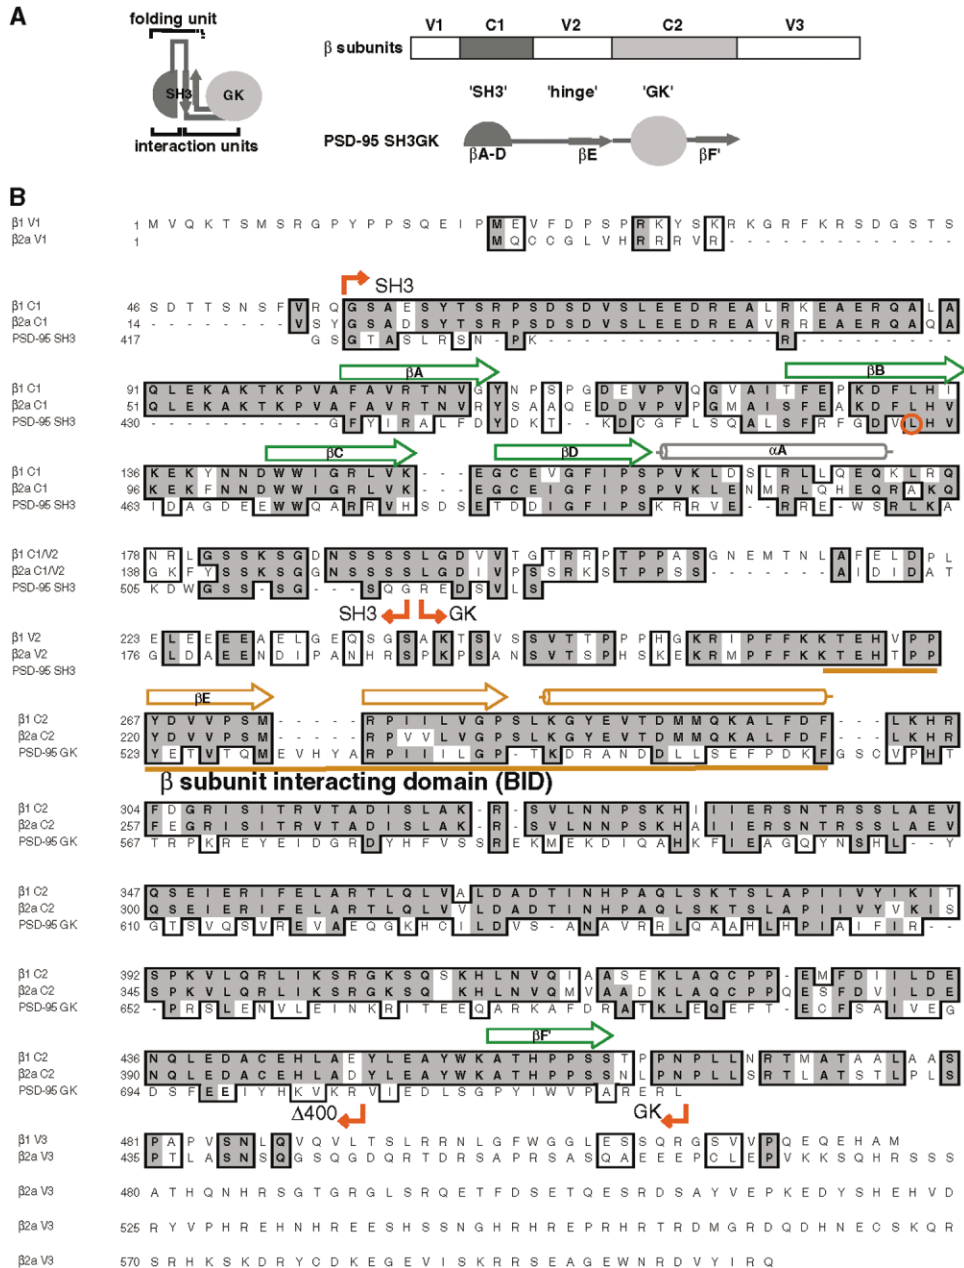 A
folding unit
SH3
GK
interaction units
V1 C1 V2 C2 V3
β subunits
'SH3' 'hinge' 'GK'
PSD-95 SH3GK
βA-D βE βF'
B
β1 V1 1 M V Q K T S M S R G P Y P P S Q E I P M E V F D P S P R K Y S K R K G R F K R S D G S T S
β2a V1 1 M Q C C G L V H R R R V R - - - - - - - - - - - - -
SH3
β1 C1 46 S D T T S N S F V R Q G S A E S Y T S R P S D S D V S L E E D R E A L R K E A E R Q A L A
β2a C1 14 - - - - - - - - V S Y G S A D S Y T S R P S D S D V S L E E D R E A V R R E A E R Q A Q A
PSD-95 SH3 417 G S G T A S L R S N - P K - - - - - - - - - - - - - R - - - - - - - - -
βA βB
β1 C1 91 Q L E K A K T K P V A F A V R T N V G Y N P S P G D E V P V Q G V A I T F E P K D F L H I
β2a C1 51 Q L E K A K T K P V A F A V R T N V R Y S A A Q E D D V P V P G M A I S F E A K D F L H V
PSD-95 SH3 430 - - - - - - - - - - G F Y I R A L F D Y D K T - - K D C G F L S Q A L S F R F G D V L H V
βC βD αA
β1 C1 136 K E K Y N N D W W I G R L V K - - - E G C E V G F I P S P V K L D S L R L L Q E Q K L R Q
β2a C1 96 K E K F N N D W W I G R L V K - - - E G C E I G F I P S P V K L E N M R L Q H E Q R A K Q
PSD-95 SH3 463 I D A G D E E W W Q A R R V H S D S E T D D I G F I P S K R R V E - - R R E - W S R L K A
β1 C1/V2 178 N R L G S S K S G D N S S S S L G D V V T G T R R P T P P A S G N E M T N L A F E L D P L
β2a C1/V2 138 G K F Y S S K S G G N S S S S L G D I V P S S R K S T P P S S - - - - - - - A I D I D A T
PSD-95 SH3 505 K D W G S S - S G - S Q G R E D S V L S
SH3 GK
β1 V2 223 E L E E E E A E L G E Q S G S A K T S V S S V T T P P P H G K R I P F F K K T E H V P P
β2a V2 176 G L D A E E N D I P A N H R S P K P S A N S V T S P H S K E K R M P F F K K T E H T P P
PSD-95 SH3
βE
β1 C2 267 Y D V V P S M - - - - - R P I I L V G P S L K G Y E V T D M M Q K A L F D F - - - L K H R
β2a C2 220 Y D V V P S M - - - - - R P V V L V G P S L K G Y E V T D M M Q K A L F D F - - - L K H R
PSD-95 GK 523 Y E T V T Q M E V H Y A R P I I I L G P - T K D R A N D D L L S E F P D K F G S C V P H T
β subunit interacting domain (BID)
β1 C2 304 F D G R I S I T R V T A D I S L A K - R - S V L N N P S K H I I I E R S N T R S S L A E V
β2a C2 257 F E G R I S I T R V T A D I S L A K - R - S V L N N P S K H A I I E R S N T R S S L A E V
PSD-95 GK 567 T R P K R E Y E I D G R D Y H F V S S R E K M E K D I Q A H K F I E A G Q Y N S H L - - Y
β1 C2 347 Q S E I E R I F E L A R T L Q L V A L D A D T I N H P A Q L S K T S L A P I I V Y I K I T
β2a C2 300 Q S E I E R I F E L A R T L Q L V V L D A D T I N H P A Q L S K T S L A P I I V Y V K I S
PSD-95 GK 610 G T S V Q S V R E V A E Q G K H C I L D V S - A N A V R R L Q A A H L H P I A I F I R - -
β1 C2 392 S P K V L Q R L I K S R G K S Q S K H L N V Q I A A S E K L A Q C P P - E M F D I I L D E
β2a C2 345 S P K V L Q R L I K S R G K S Q - K H L N V Q M V A A D K L A Q C P P Q E S F D V I L D E
PSD-95 GK 652 - P R S L E N V L E I N K R I T E E Q A R K A F D R A T K L E Q E F T - E C F S A I V E G
βF'
β1 C2 436 N Q L E D A C E H L A E Y L E A Y W K A T H P P S S T P P N P L L N R T M A T A A L A A S
β2a C2 390 N Q L E D A C E H L A D Y L E A Y W K A T H P P S S N L P N P L L S R T L A T S T L P L S
PSD-95 GK 694 D S F E E I Y H K V K R V I E D L S G P Y I W V P A R E R L
Δ400 GK
β1 V3 481 P A P V S N L Q V Q V L T S L R R N L G F W G G L E S S Q R G S V V P Q E Q E H A M
β2a V3 435 P T L A S N S Q G S Q G D Q R T D R S A P R S A S Q A E E E P C L E P V K K S Q H R S S S
β2a V3 480 A T H Q N H R S G T G R G L S R Q E T F D S E T Q E S R D S A Y V E P K E D Y S H E H V D
β2a V3 525 R Y V P H R E H N H R E E S H S S N G H R H R E P R H R T R D M G R D Q D H N E C S K Q R
β2a V3 570 S R H K S K D R Y C D K E G E V I S K R R S E A G E W N R D V Y I R Q